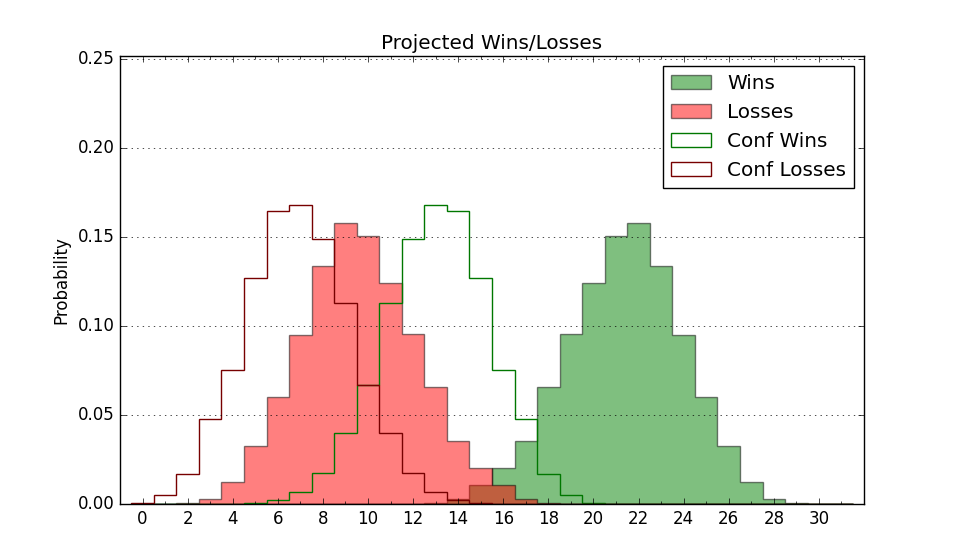 Projected Wins/Losses
Wins
Losses
Conf Wins
Conf Losses
Probability
0.25
0.20
0.15
0.10
0.05
0.00
0 2 4 6 8 10 12 14 16 18 20 22 24 26 28 30